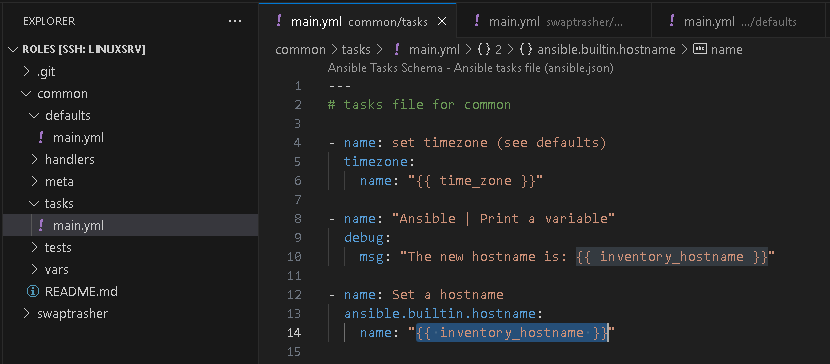 EXPLORER
ROLES [SSH: LINUXSRV]
.git
common
defaults
! main.yml
handlers
meta
tasks
! main.yml
tests
vars
README.md
swaptrasher
! main.yml common/tasks
! main.yml swaptrasher/...
! main.yml .../defaults
common > tasks > ! main.yml > {} 2 > {} ansible.builtin.hostname > abc name
Ansible Tasks Schema - Ansible tasks file (ansible.json)
1 ---
2 # tasks file for common
3
4 - name: set timezone (see defaults)
5 timezone:
6 name: "{{ time_zone }}"
7
8 - name: "Ansible | Print a variable"
9 debug:
10 msg: "The new hostname is: {{ inventory_hostname }}"
11
12 - name: Set a hostname
13 ansible.builtin.hostname:
14 name: "{{ inventory_hostname }}"
15